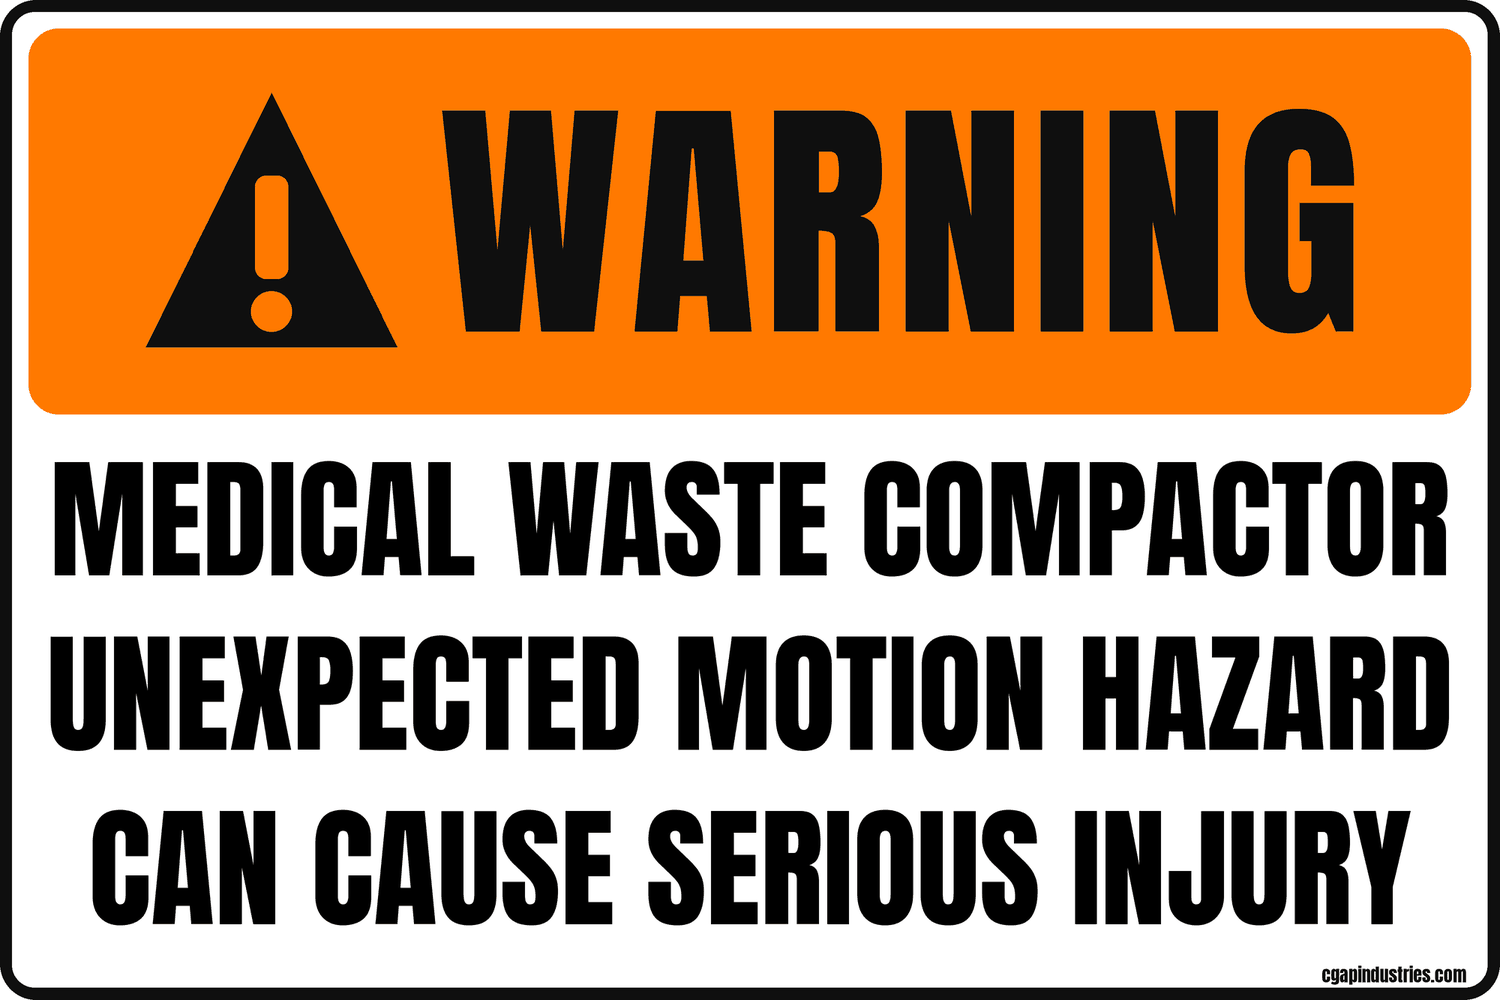 WARNING
MEDICAL WASTE COMPACTOR
UNEXPECTED MOTION HAZARD
CAN CAUSE SERIOUS INJURY
cgapindustries.com